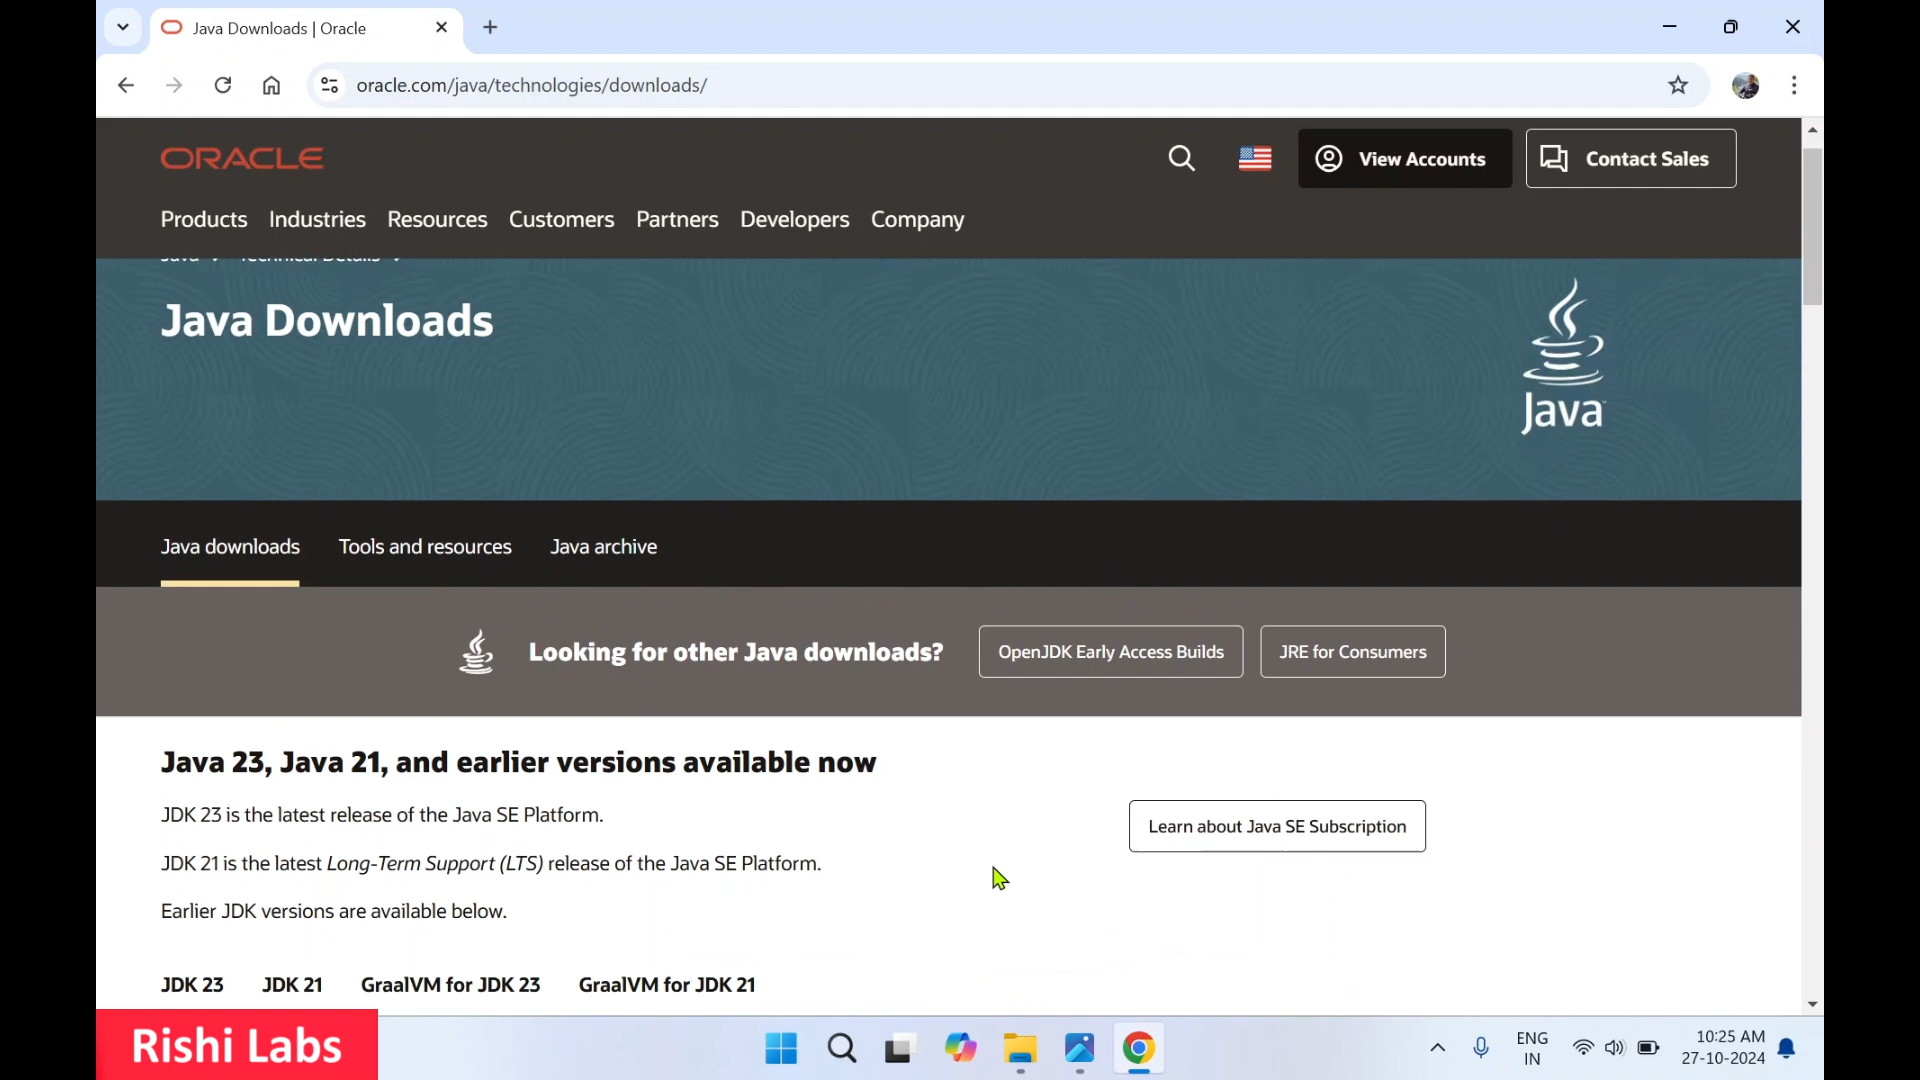 Java Downloads | Oracle
oracle.com/java/technologies/downloads/
ORACLE
View Accounts
Contact Sales
Products Industries Resources Customers Partners Developers Company
Java Technical Details
Java Downloads
Java
Java downloads Tools and resources Java archive
Looking for other Java downloads?
OpenJDK Early Access Builds
JRE for Consumers
Java 23, Java 21, and earlier versions available now
JDK 23 is the latest release of the Java SE Platform.
Learn about Java SE Subscription
JDK 21 is the latest Long-Term Support (LTS) release of the Java SE Platform.
Earlier JDK versions are available below.
JDK 23 JDK 21 GraalVM for JDK 23 GraalVM for JDK 21
Rishi Labs
ENG
IN
10:25 AM
27-10-2024